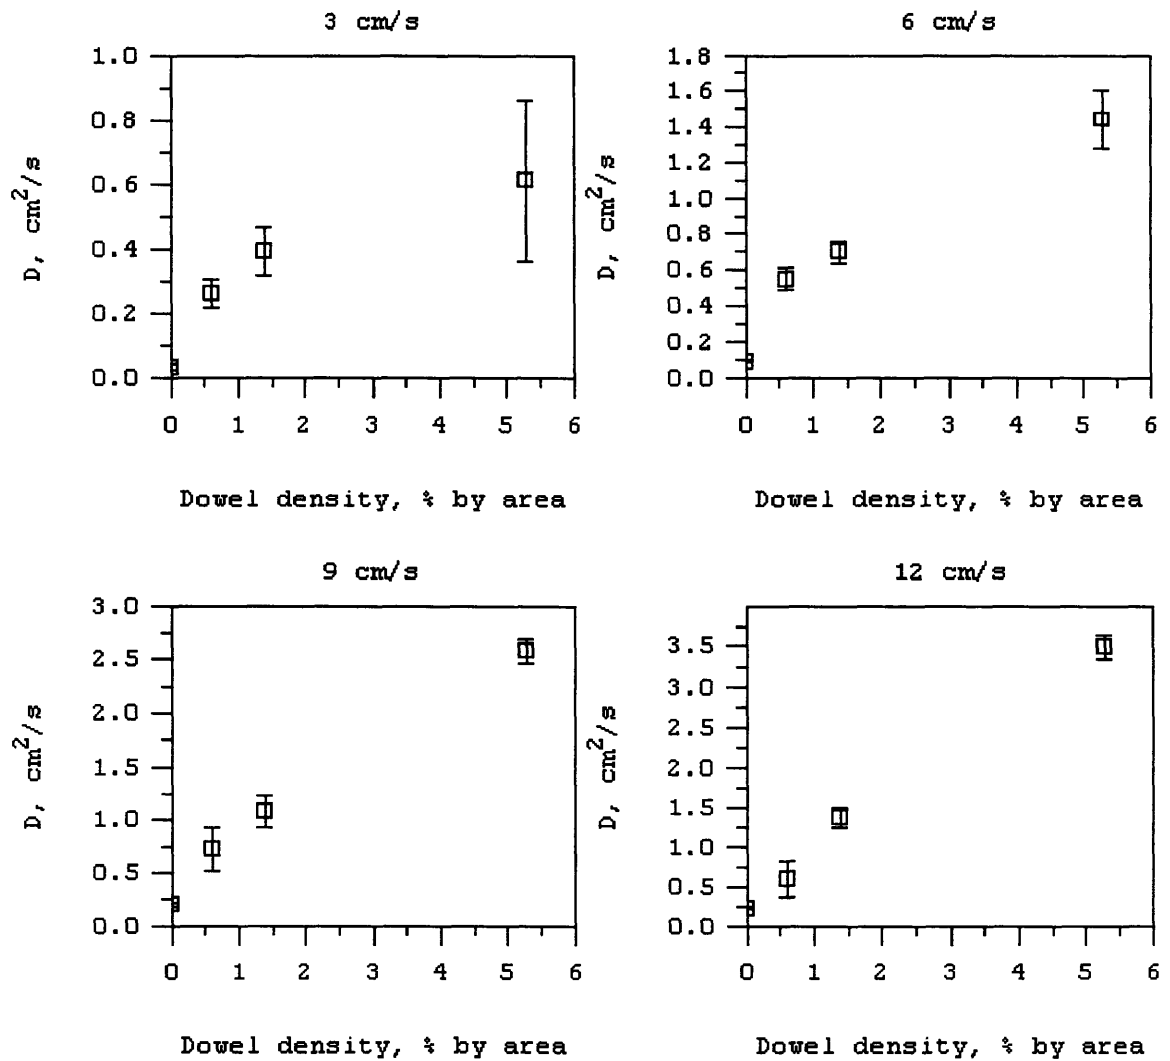 3 cm/s
1.0
0.8
0.6
0.4
0.2
0.0
D, cm²/s
0 1 2 3 4 5 6
Dowel density, % by area
6 cm/s
1.8
1.6
1.4
1.2
1.0
0.8
0.6
0.4
0.2
0.0
D, cm²/s
0 1 2 3 4 5 6
Dowel density, % by area
9 cm/s
3.0
2.5
2.0
1.5
1.0
0.5
0.0
D, cm²/s
0 1 2 3 4 5 6
Dowel density, % by area
12 cm/s
3.5
3.0
2.5
2.0
1.5
1.0
0.5
0.0
D, cm²/s
0 1 2 3 4 5 6
Dowel density, % by area